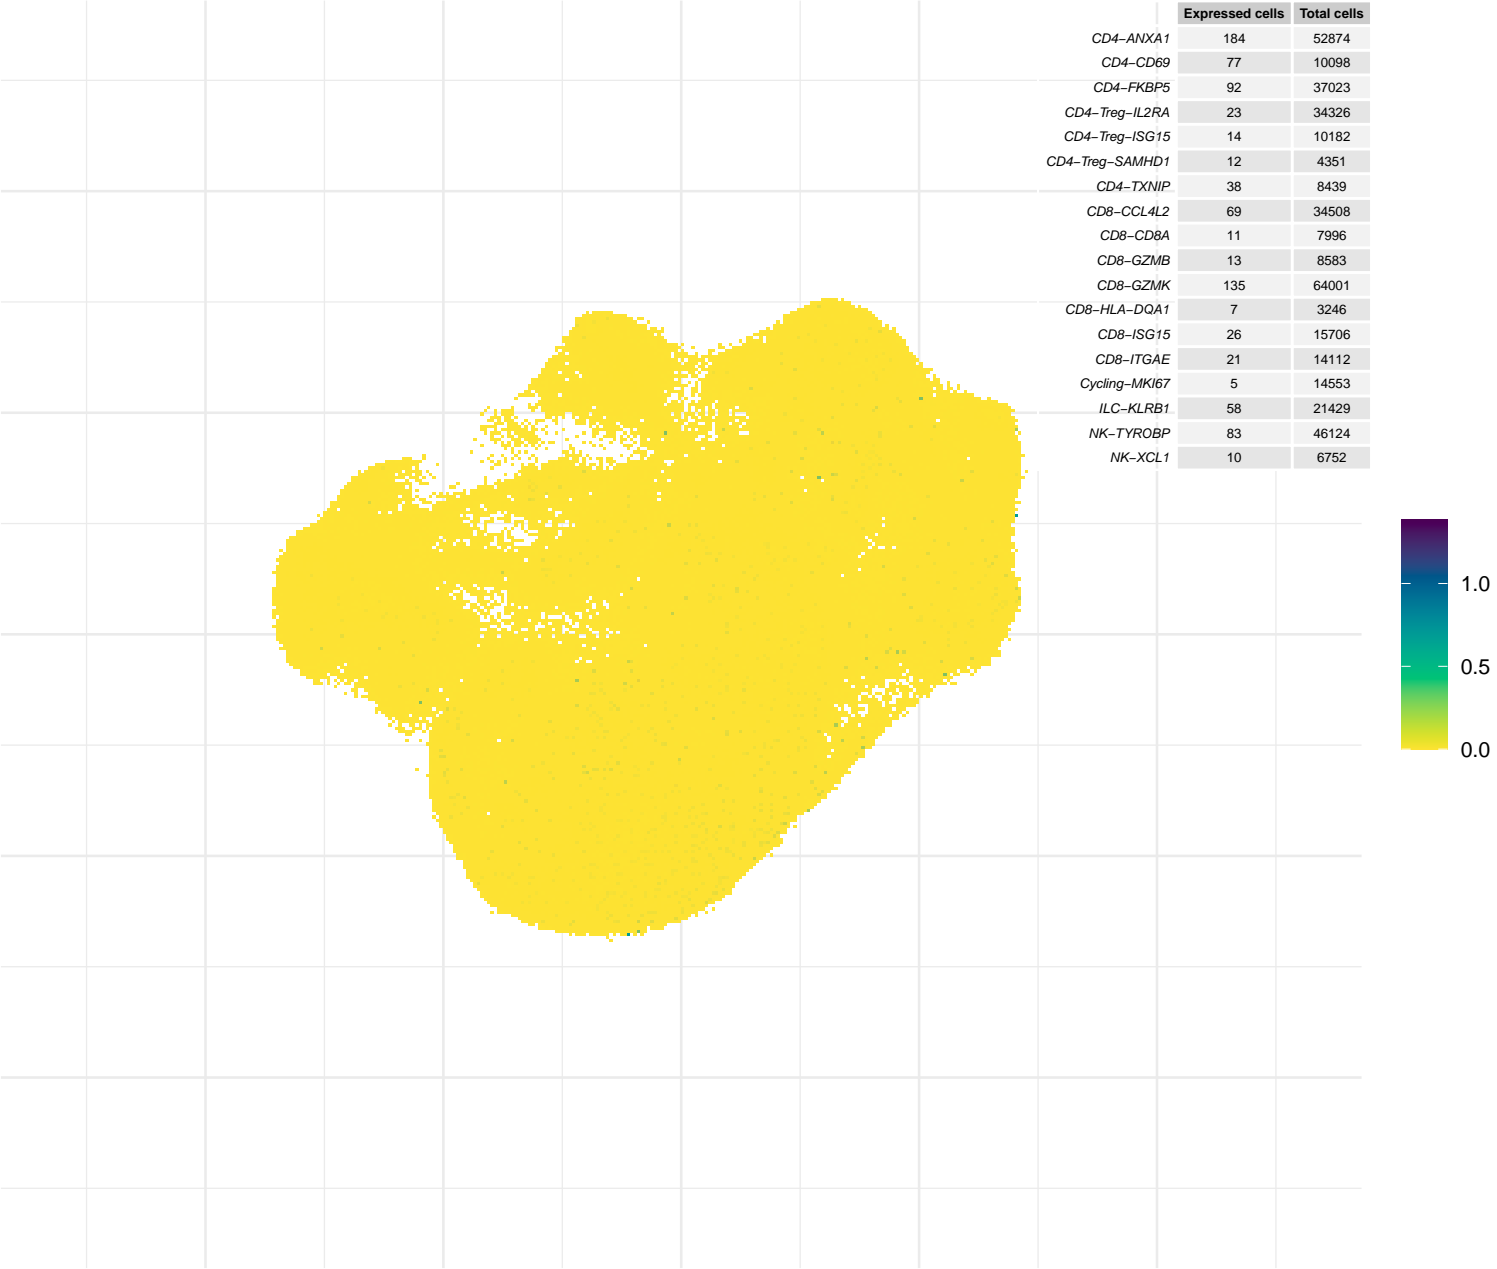 Expressed cells Total cells
CD4−ANXA1 184 52874
CD4−CD69 77 10098
CD4−FKBP5 92 37023
CD4−Treg−IL2RA 23 34326
CD4−Treg−ISG15 14 10182
CD4−Treg−SAMHD1 12 4351
CD4−TXNIP 38 8439
CD8−CCL4L2 69 34508
CD8−CD8A 11 7996
CD8−GZMB 13 8583
CD8−GZMK 135 64001
CD8−HLA−DQA1 7 3246
CD8−ISG15 26 15706
CD8−ITGAE 21 14112
Cycling−MKI67 5 14553
ILC−KLRB1 58 21429
NK−TYROBP 83 46124
NK−XCL1 10 6752
1.0
0.5
0.0